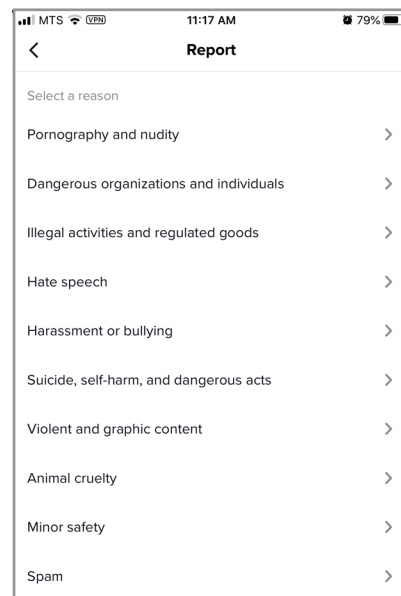 MTS VPN 11:17 AM 79%
Report
Select a reason
Pornography and nudity
Dangerous organizations and individuals
Illegal activities and regulated goods
Hate speech
Harassment or bullying
Suicide, self-harm, and dangerous acts
Violent and graphic content
Animal cruelty
Minor safety
Spam